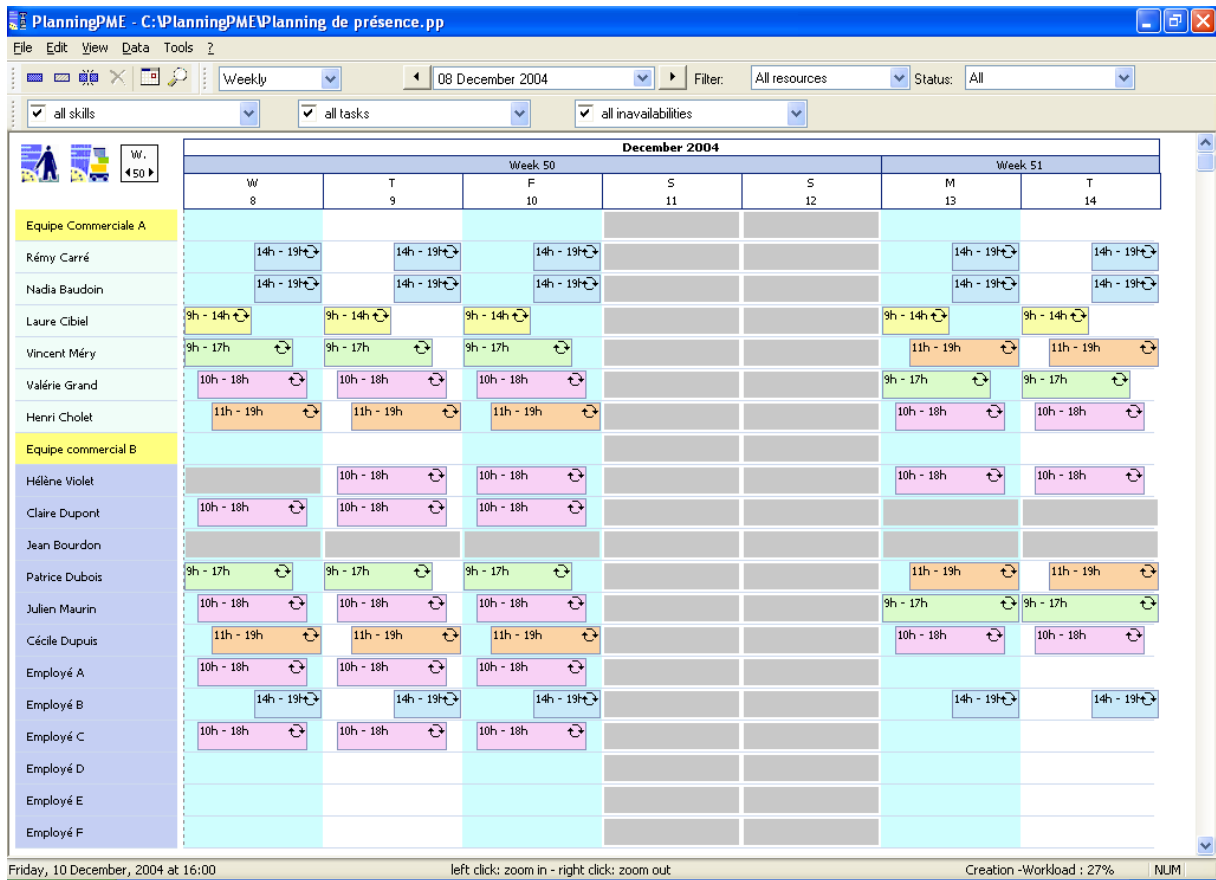 PlanningPME - C:\PlanningPME\Planning de présence.pp
File Edit View Data Tools ?
Weekly 08 December 2004 Filter: All resources Status: All
all skills all tasks all inavailabilities
December 2004
W. Week 50 Week 51
50
W T F S S M T
8 9 10 11 12 13 14
Equipe Commerciale A
Rémy Carré 14h - 19h 14h - 19h 14h - 19h 14h - 19h 14h - 19h
Nadia Baudoin 14h - 19h 14h - 19h 14h - 19h 14h - 19h 14h - 19h
Laure Cibiel 9h - 14h 9h - 14h 9h - 14h 9h - 14h 9h - 14h
Vincent Méry 9h - 17h 9h - 17h 9h - 17h 11h - 19h 11h - 19h
Valérie Grand 10h - 18h 10h - 18h 10h - 18h 9h - 17h 9h - 17h
Henri Cholet 11h - 19h 11h - 19h 11h - 19h 10h - 18h 10h - 18h
Equipe commercial B
Hélène Violet 10h - 18h 10h - 18h 10h - 18h 10h - 18h
Claire Dupont 10h - 18h 10h - 18h 10h - 18h
Jean Bourdon
Patrice Dubois 9h - 17h 9h - 17h 9h - 17h 11h - 19h 11h - 19h
Julien Maurin 10h - 18h 10h - 18h 10h - 18h 9h - 17h 9h - 17h
Cécile Dupuis 11h - 19h 11h - 19h 11h - 19h 10h - 18h 10h - 18h
Employé A 10h - 18h 10h - 18h 10h - 18h
Employé B 14h - 19h 14h - 19h 14h - 19h 14h - 19h 14h - 19h
Employé C 10h - 18h 10h - 18h 10h - 18h
Employé D
Employé E
Employé F
Friday, 10 December, 2004 at 16:00 left click: zoom in - right click: zoom out Creation -Workload : 27% NUM